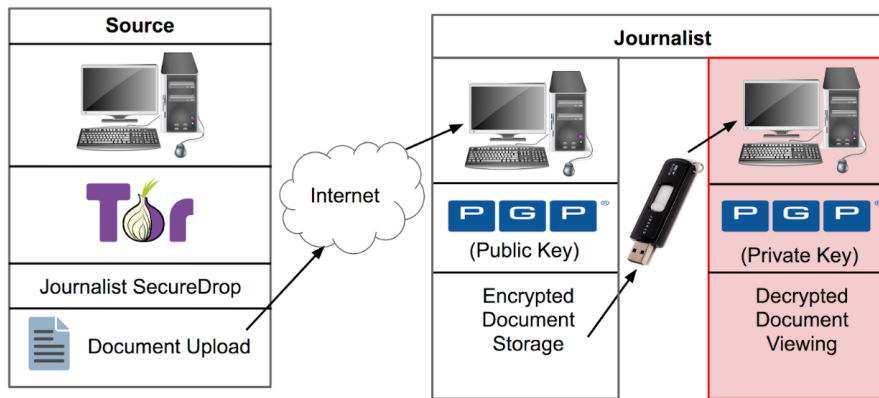 Source
Tor
Journalist SecureDrop
Document Upload
Internet
Journalist
PGP®
(Public Key)
Encrypted
Document
Storage
PGP®
(Private Key)
Decrypted
Document
Viewing